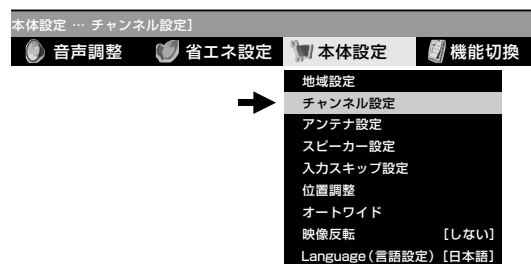 本体設定 … チャンネル設定]
音声調整 省エネ設定 本体設定 機能切換
地域設定
チャンネル設定
アンテナ設定
スピーカー設定
入力スキップ設定
位置調整
オートワイド
映像反転 [しない]
Language(言語設定) [日本語]